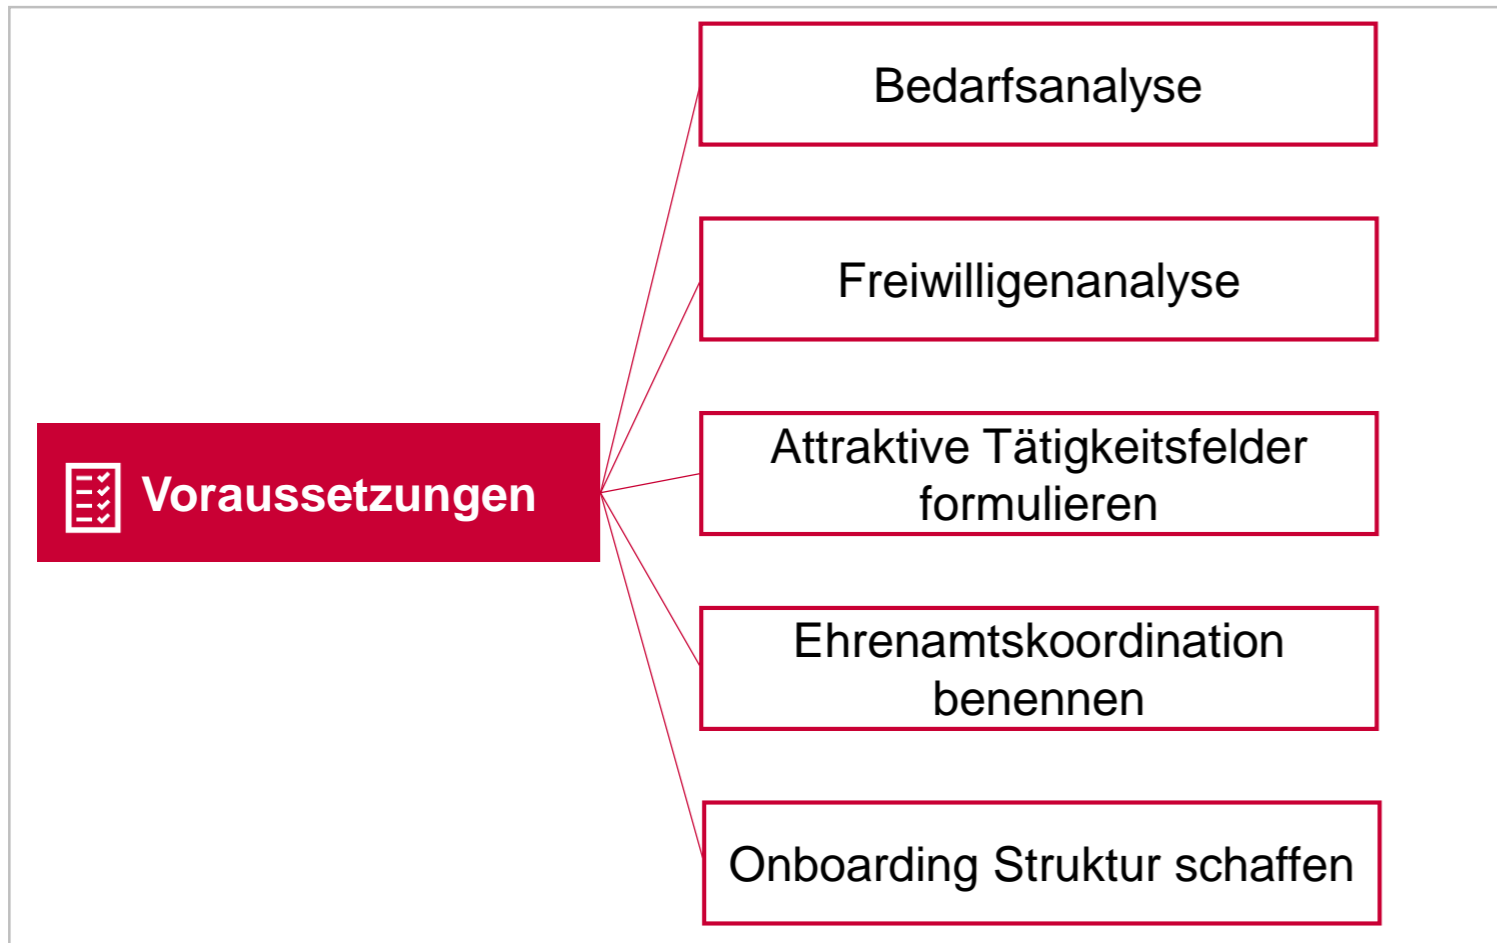 Bedarfsanalyse
Freiwilligenanalyse
Voraussetzungen
Attraktive Tätigkeitsfelder
formulieren
Ehrenamtskoordination
benennen
Onboarding Struktur schaffen